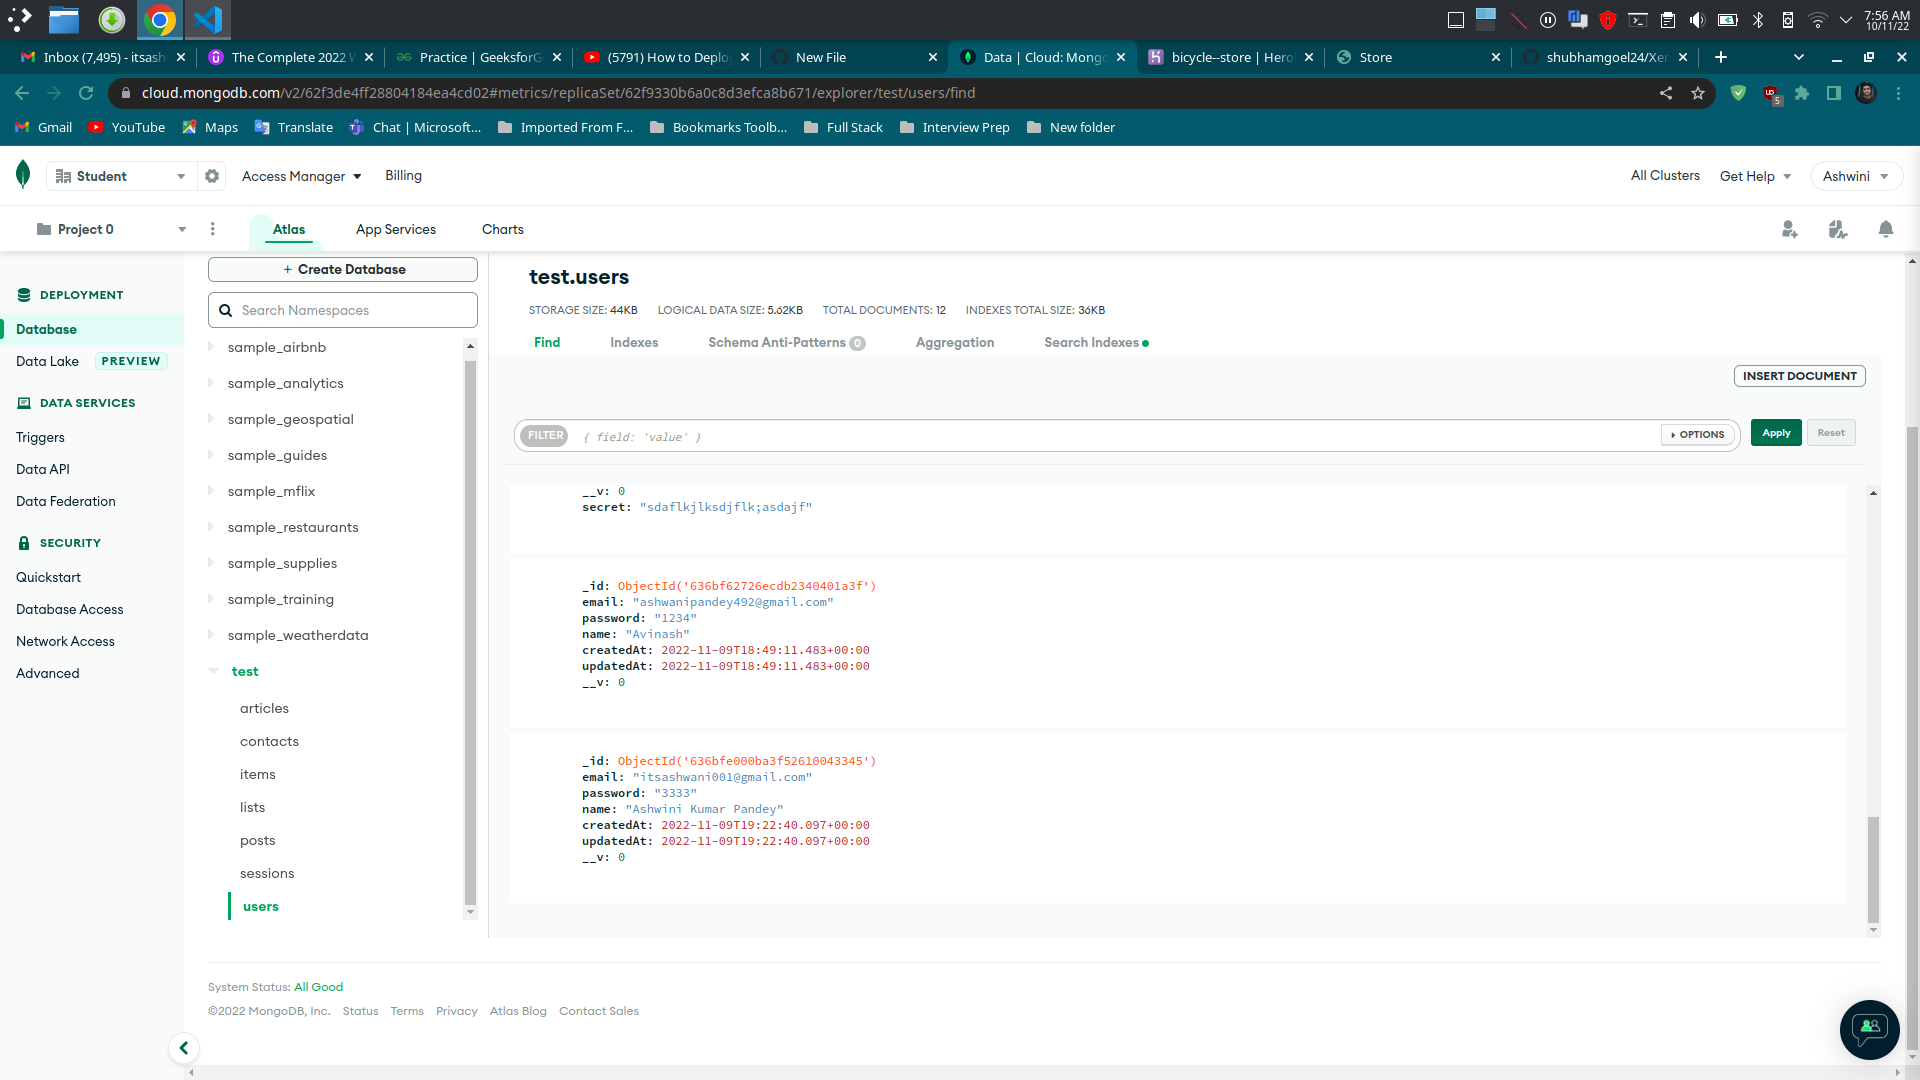 7:56 AM
10/11/22
Inbox (7,495) - itsash
The Complete 2022 W
Practice | GeeksforG
(5791) How to Deplo
New File
Data | Cloud: Mongo
bicycle--store | Hero
Store
shubhamgoel24/Xer
cloud.mongodb.com/v2/62f3de4ff28804184ea4cd02#metrics/replicaSet/62f9330b6a0c8d3efca8b671/explorer/test/users/find
5
Gmail
YouTube
Maps
Translate
Chat | Microsoft...
Imported From F...
Bookmarks Toolb...
Full Stack
Interview Prep
New folder
Student
Access Manager
Billing
All Clusters
Get Help
Ashwini
Project 0
Atlas
App Services
Charts
DEPLOYMENT
Database
Data Lake PREVIEW
DATA SERVICES
Triggers
Data API
Data Federation
SECURITY
Quickstart
Database Access
Network Access
Advanced
+ Create Database
Search Namespaces
sample_airbnb
sample_analytics
sample_geospatial
sample_guides
sample_mflix
sample_restaurants
sample_supplies
sample_training
sample_weatherdata
test
articles
contacts
items
lists
posts
sessions
users
test.users
STORAGE SIZE: 44KB LOGICAL DATA SIZE: 5.62KB TOTAL DOCUMENTS: 12 INDEXES TOTAL SIZE: 36KB
Find Indexes Schema Anti-Patterns 0 Aggregation Search Indexes
INSERT DOCUMENT
FILTER { field: 'value' } OPTIONS Apply Reset
__v: 0
secret: "sdaflkjlksdjflk;asdajf"
_id: ObjectId('636bf62726ecdb2340401a3f')
email: "ashwanipandey492@gmail.com"
password: "1234"
name: "Avinash"
createdAt: 2022-11-09T18:49:11.483+00:00
updatedAt: 2022-11-09T18:49:11.483+00:00
__v: 0
_id: ObjectId('636bfe000ba3f52610043345')
email: "itsashwani001@gmail.com"
password: "3333"
name: "Ashwini Kumar Pandey"
createdAt: 2022-11-09T19:22:40.097+00:00
updatedAt: 2022-11-09T19:22:40.097+00:00
__v: 0
System Status: All Good
©2022 MongoDB, Inc. Status Terms Privacy Atlas Blog Contact Sales